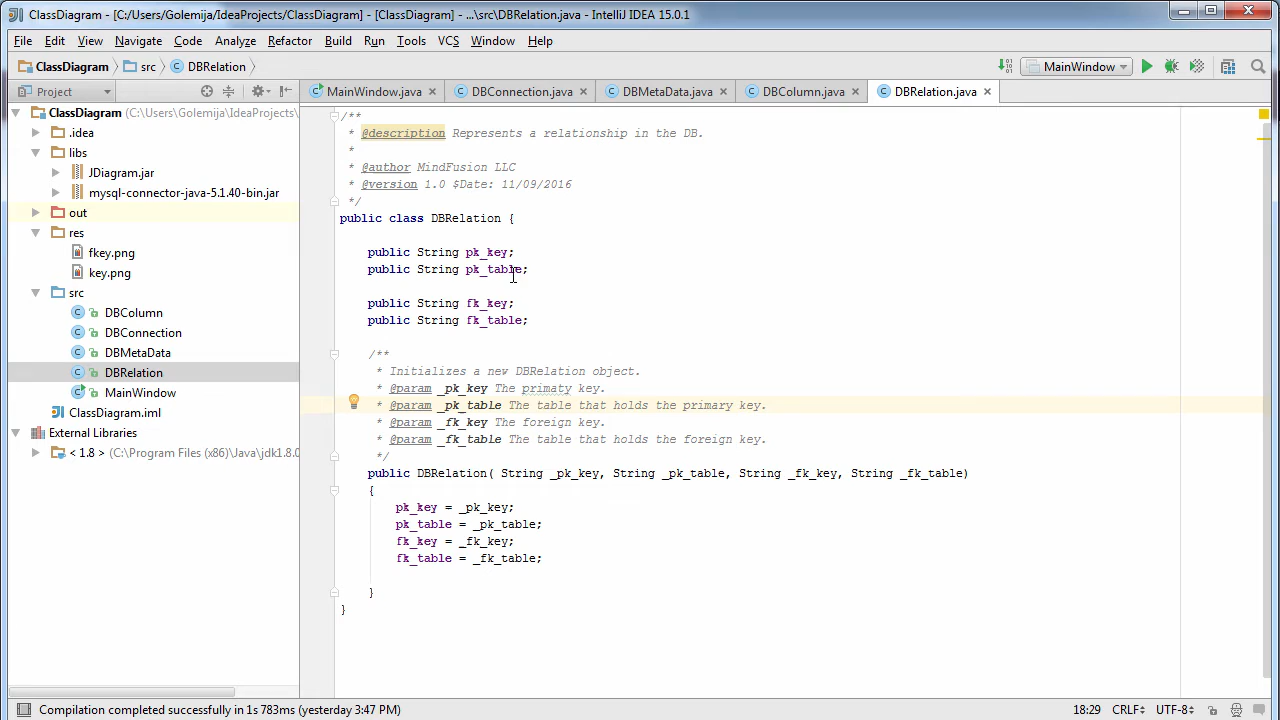 [C:/Users/Golemija/IdeaProjects/ClassDiagram] - [ClassDiagram] - ...\src\DBRelation.java - IntelliJ IDEA 15.0.1
File Edit View Navigate Code Analyze Refactor Build Run Tools VCS Window Help
ClassDiagram src DBRelation MainWindow
Project MainWindow.java DBConnection.java DBMetaData.java DBColumn.java DBRelation.java
ClassDiagram (C:\Users\Golemija\IdeaProjects\
.idea
libs
JDiagram.jar
mysql-connector-java-5.1.40-bin.jar
out
res
fkey.png
key.png
src
DBColumn
DBConnection
DBMetaData
DBRelation
MainWindow
ClassDiagram.iml
External Libraries
< 1.8 > (C:\Program Files (x86)\Java\jdk1.8.0
/**
* @description Represents a relationship in the DB.
*
* @author MindFusion LLC
* @version 1.0 $Date: 11/09/2016
*/
public class DBRelation {
public String pk_key;
public String pk_table;
public String fk_key;
public String fk_table;
/**
* Initializes a new DBRelation object.
* @param _pk_key The primaty key.
* @param _pk_table The table that holds the primary key.
* @param _fk_key The foreign key.
* @param _fk_table The table that holds the foreign key.
*/
public DBRelation( String _pk_key, String _pk_table, String _fk_key, String _fk_table)
{
pk_key = _pk_key;
pk_table = _pk_table;
fk_key = _fk_key;
fk_table = _fk_table;
}
}
Compilation completed successfully in 1s 783ms (yesterday 3:47 PM) 18:29 CRLF UTF-8